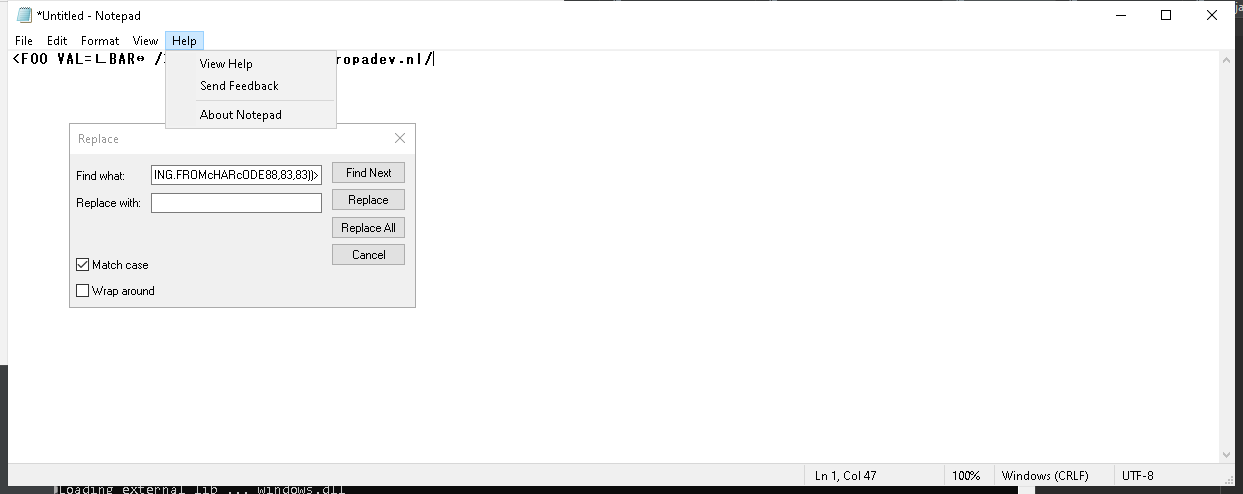 *Untitled - Notepad
File Edit Format View Help
<FOO VAL=∟BAR↔ / ropadev.nl/
View Help
Send Feedback
About Notepad
Replace
Find what: ING.FROMcHARcODE88,83,83))> Find Next
Replace with: Replace
Replace All
Cancel
Match case
Wrap around
Ln 1, Col 47 100% Windows (CRLF) UTF-8
Loading external lib ... windows.dll